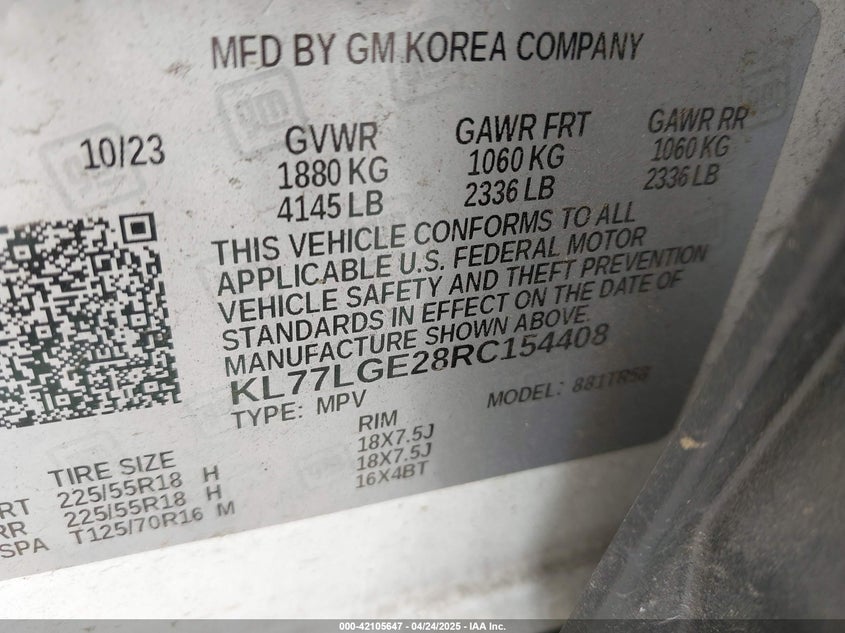 MFD BY GM KOREA COMPANY
10/23
GVWR GAWR FRT GAWR RR
1880 KG 1060 KG 1060 KG
4145 LB 2336 LB 2336 LB
THIS VEHICLE CONFORMS TO ALL
APPLICABLE U.S. FEDERAL MOTOR
VEHICLE SAFETY AND THEFT PREVENTION
STANDARDS IN EFFECT ON THE DATE OF
MANUFACTURE SHOWN ABOVE.
KL77LGE28RC154408
TYPE: MPV MODEL: 881TR58
TIRE SIZE RIM
RT 225/55R18 H 18X7.5J
RR 225/55R18 H 18X7.5J
SPA T125/70R16 M 16X4BT
000-42105647 - 04/24/2025 - IAA Inc.